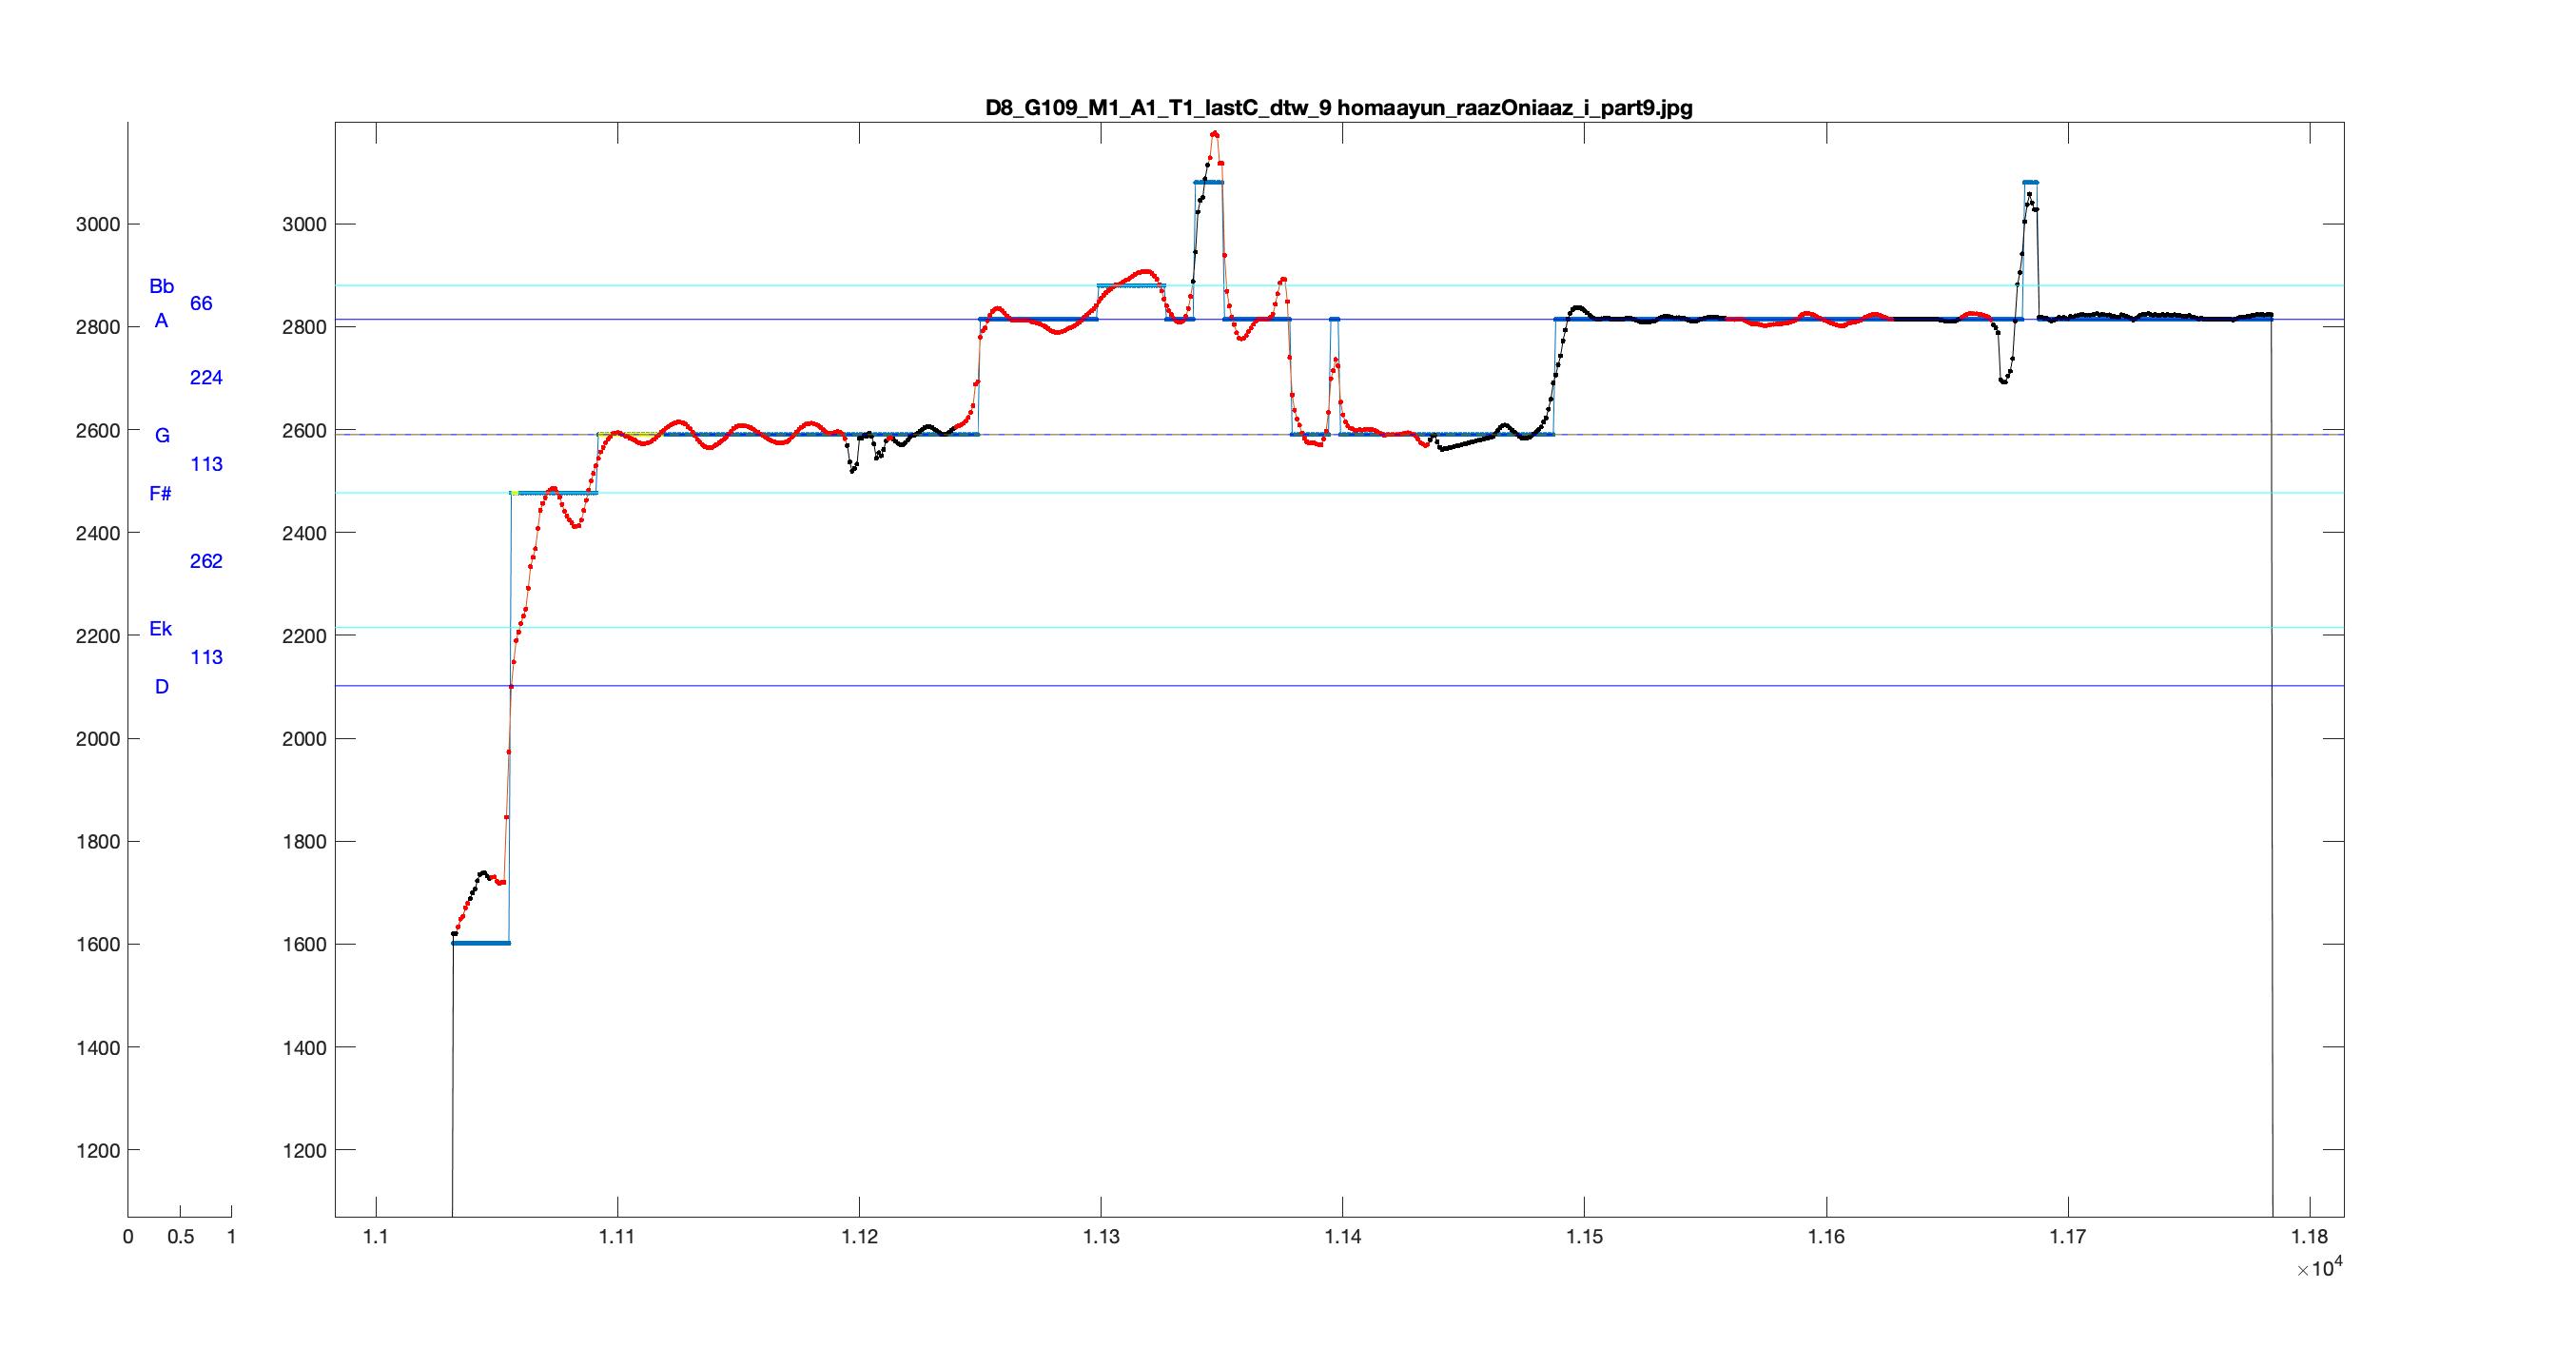 D8_G109_M1_A1_T1_lastC_dtw_9 homaayun_raazOniaaz_i_part9.jpg
3000 3000
Bb
66
2800 A 2800
224
2600 G 2600
113
F#
2400 2400
262
2200 Ek 2200
113
D
2000 2000
1800 1800
1600 1600
1400 1400
1200 1200
0 0.5 1 1.1 1.11 1.12 1.13 1.14 1.15 1.16 1.17 1.18
×10⁴